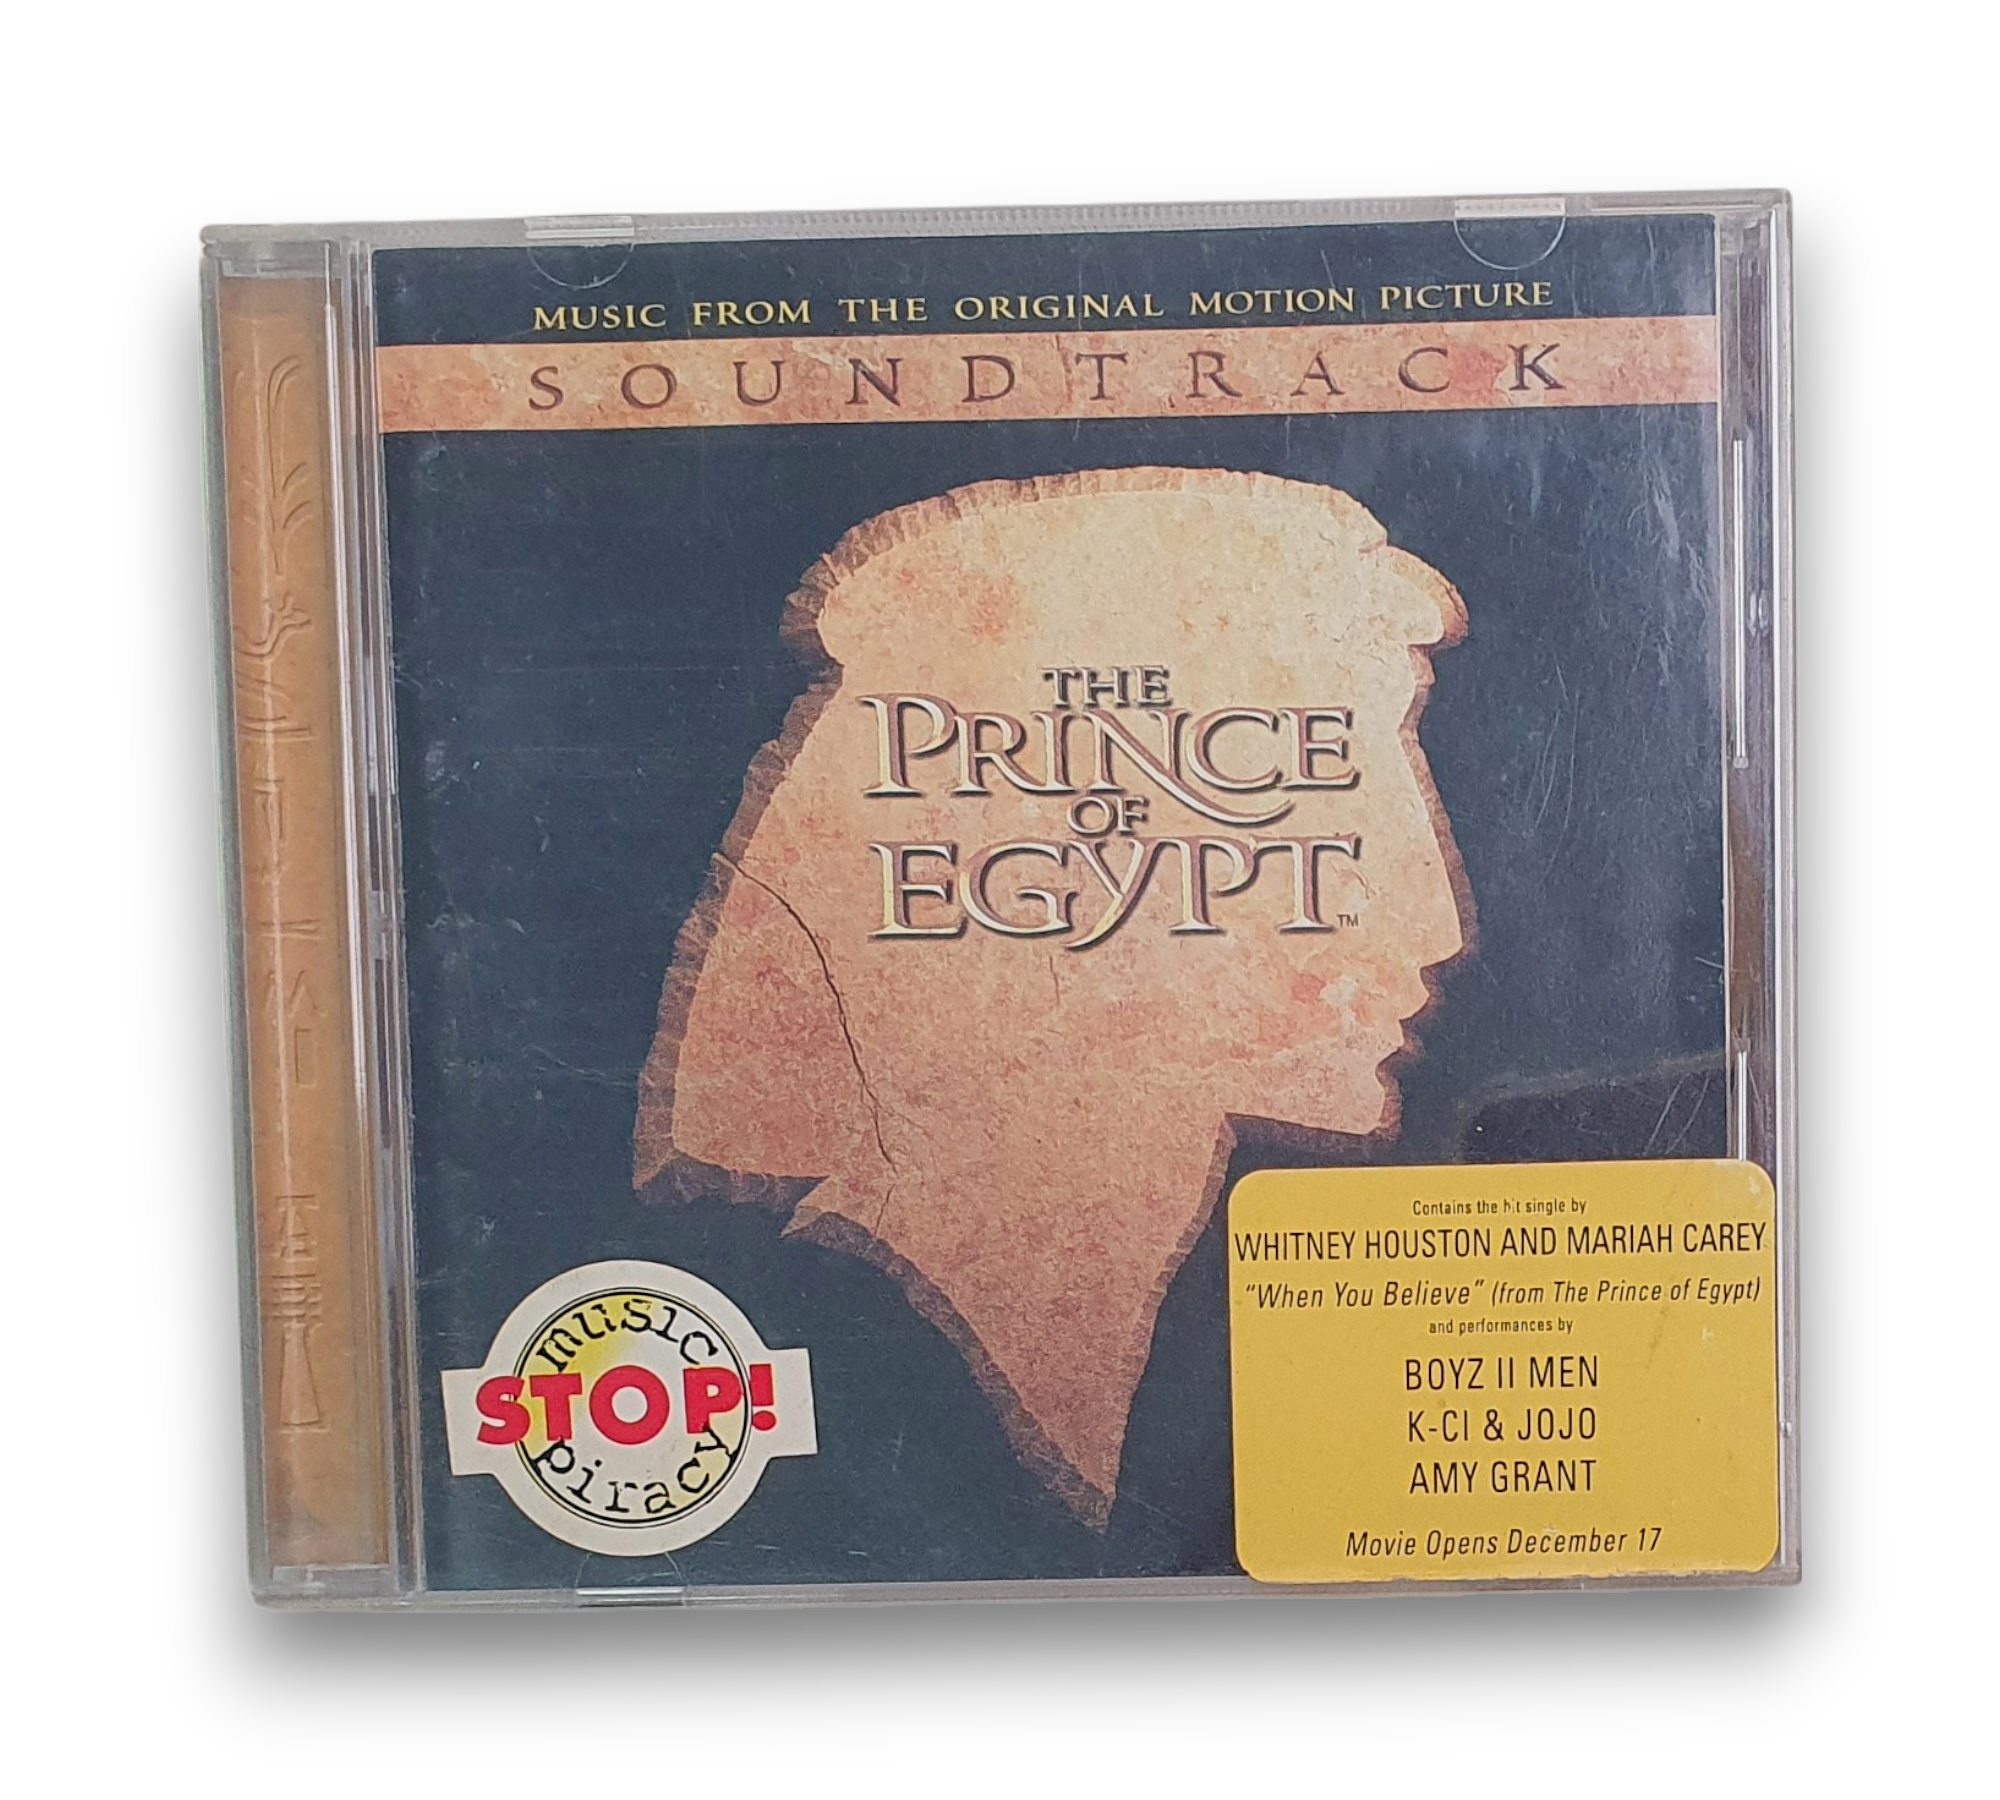 MUSIC FROM THE ORIGINAL MOTION PICTURE
SOUNDTRACK
THE
PRINCE
OF
EGYPT™
music
STOP!
piracy
Contains the hit single by
WHITNEY HOUSTON AND MARIAH CAREY
"When You Believe" (from The Prince of Egypt)
and performances by
BOYZ II MEN
K-CI & JOJO
AMY GRANT
Movie Opens December 17